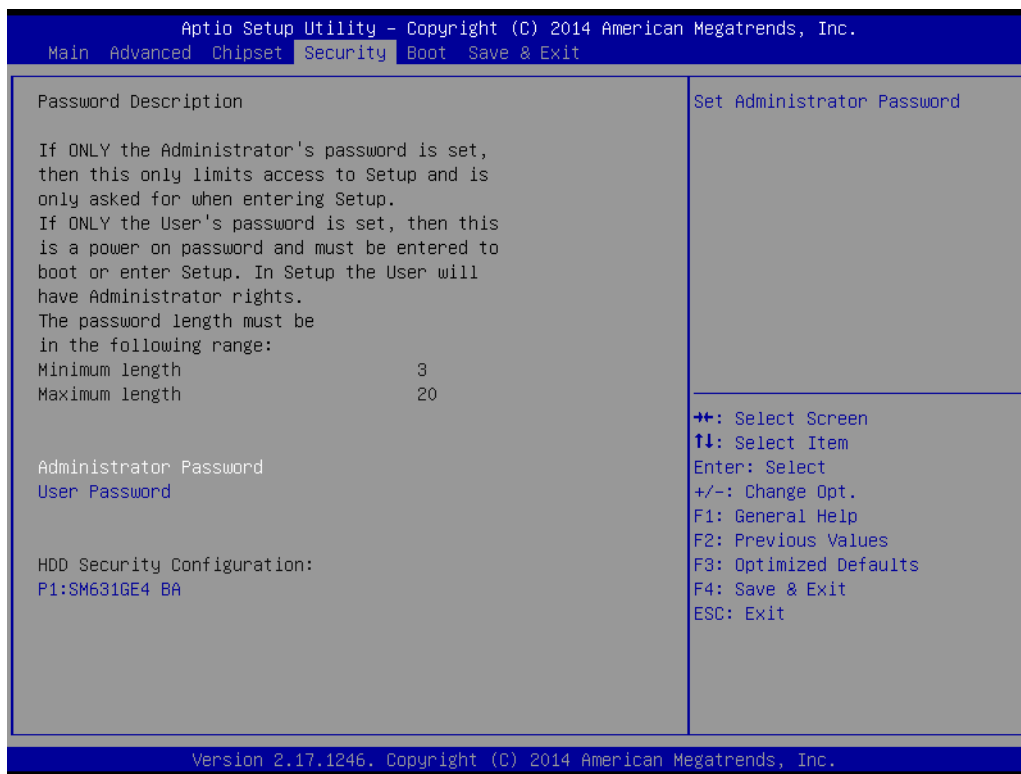 Aptio Setup Utility – Copyright (C) 2014 American Megatrends, Inc.
Main Advanced Chipset Security Boot Save & Exit
Password Description
If ONLY the Administrator's password is set,
then this only limits access to Setup and is
only asked for when entering Setup.
If ONLY the User's password is set, then this
is a power on password and must be entered to
boot or enter Setup. In Setup the User will
have Administrator rights.
The password length must be
in the following range:
Minimum length 3
Maximum length 20
Administrator Password
User Password
HDD Security Configuration:
P1:SM631GE4 BA
Set Administrator Password
→←: Select Screen
↑↓: Select Item
Enter: Select
+/-: Change Opt.
F1: General Help
F2: Previous Values
F3: Optimized Defaults
F4: Save & Exit
ESC: Exit
Version 2.17.1246. Copyright (C) 2014 American Megatrends, Inc.